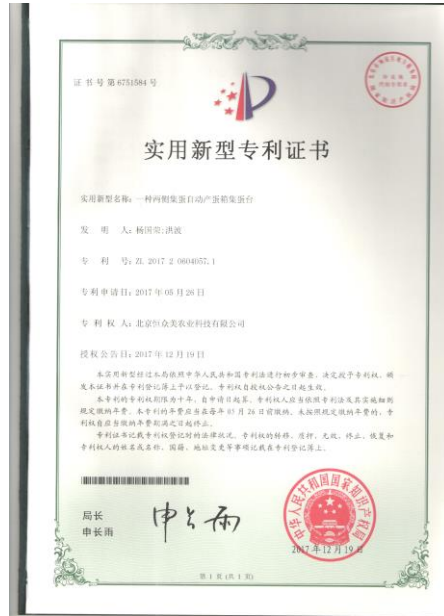 证书号第6751584号
实用新型专利证书
实用新型名称：一种两侧集蛋自动产蛋箱集蛋台
发 明 人：杨国荣;洪波
专 利 号：ZL 2017 2 0604057.1
专利申请日：2017年05月26日
专 利 权 人：北京恒众美农业科技有限公司
授权公告日：2017年12月19日
本实用新型经过本局依照中华人民共和国专利法进行初步审查，决定授予专利权，颁
发本证书并在专利登记簿上予以登记。专利权自授权公告之日起生效。
本专利的专利权期限为十年，自申请日起算。专利权人应当依照专利法及其实施细则
规定缴纳年费。本专利的年费应当在每年05月26日前缴纳。未按照规定缴纳年费的，专
利权自应当缴纳年费期满之日起终止。
专利证书记载专利权登记时的法律状况。专利权的转移、质押、无效、终止、恢复和
专利权人的姓名或名称、国籍、地址变更等事项记载在专利登记簿上。
局长
申长雨
申长雨
中华人民共和国国家知识产权局
2017年12月19日
第 1 页 (共 1 页)